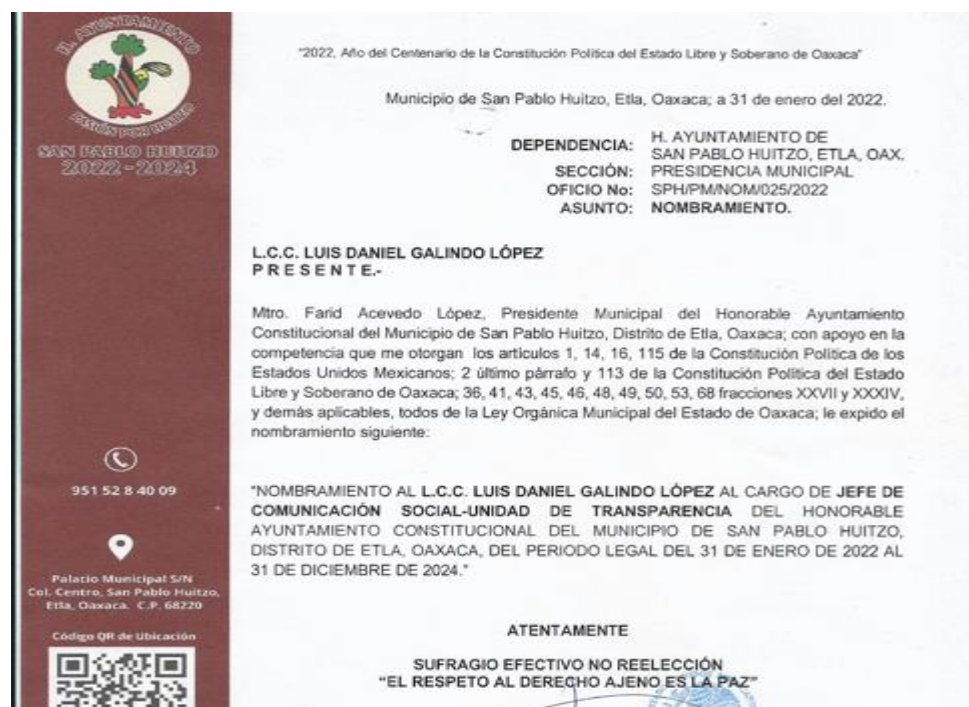 H. AYUNTAMIENTO
PASIÓN POR HUITZO
SAN PABLO HUITZO
2022-2024
"2022, Año del Centenario de la Constitución Política del Estado Libre y Soberano de Oaxaca"
Municipio de San Pablo Huitzo, Etla, Oaxaca; a 31 de enero del 2022.
DEPENDENCIA: H. AYUNTAMIENTO DE
SAN PABLO HUITZO, ETLA, OAX.
SECCIÓN: PRESIDENCIA MUNICIPAL
OFICIO No: SPH/PM/NOM/025/2022
ASUNTO: NOMBRAMIENTO.
L.C.C. LUIS DANIEL GALINDO LÓPEZ
P R E S E N T E.-
Mtro. Farid Acevedo López, Presidente Municipal del Honorable Ayuntamiento
Constitucional del Municipio de San Pablo Huitzo, Distrito de Etla, Oaxaca; con apoyo en la
competencia que me otorgan los artículos 1, 14, 16, 115 de la Constitución Política de los
Estados Unidos Mexicanos; 2 último párrafo y 113 de la Constitución Política del Estado
Libre y Soberano de Oaxaca; 36, 41, 43, 45, 46, 48, 49, 50, 53, 68 fracciones XXVII y XXXIV,
y demás aplicables, todos de la Ley Orgánica Municipal del Estado de Oaxaca; le expido el
nombramiento siguiente:
"NOMBRAMIENTO AL L.C.C. LUIS DANIEL GALINDO LÓPEZ AL CARGO DE JEFE DE
COMUNICACIÓN SOCIAL-UNIDAD DE TRANSPARENCIA DEL HONORABLE
AYUNTAMIENTO CONSTITUCIONAL DEL MUNICIPIO DE SAN PABLO HUITZO,
DISTRITO DE ETLA, OAXACA, DEL PERIODO LEGAL DEL 31 DE ENERO DE 2022 AL
31 DE DICIEMBRE DE 2024."
ATENTAMENTE
SUFRAGIO EFECTIVO NO REELECCIÓN
"EL RESPETO AL DERECHO AJENO ES LA PAZ"
951 52 8 40 09
Palacio Municipal S/N
Col. Centro, San Pablo Huitzo,
Etla, Oaxaca. C.P. 68220
Código QR de Ubicación